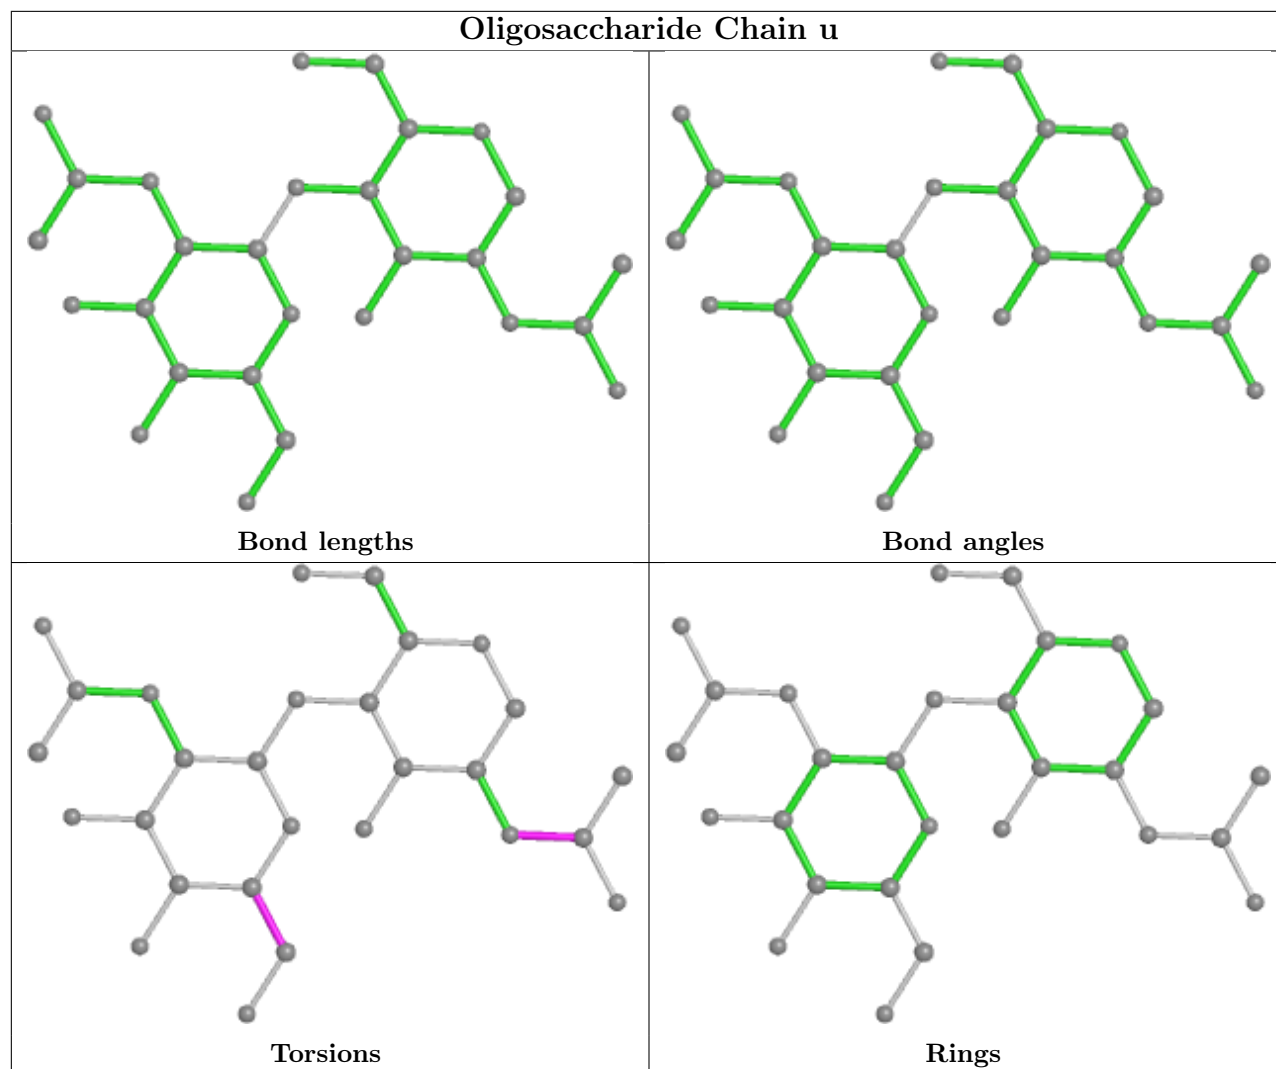 Oligosaccharide Chain u
Bond lengths
Bond angles
Torsions
Rings